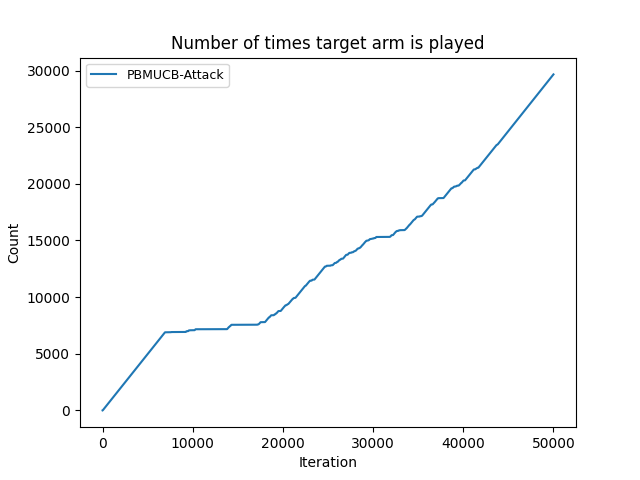 Number of times target arm is played
PBMUCB-Attack
30000
25000
20000
15000
10000
5000
0
Count
0 10000 20000 30000 40000 50000
Iteration